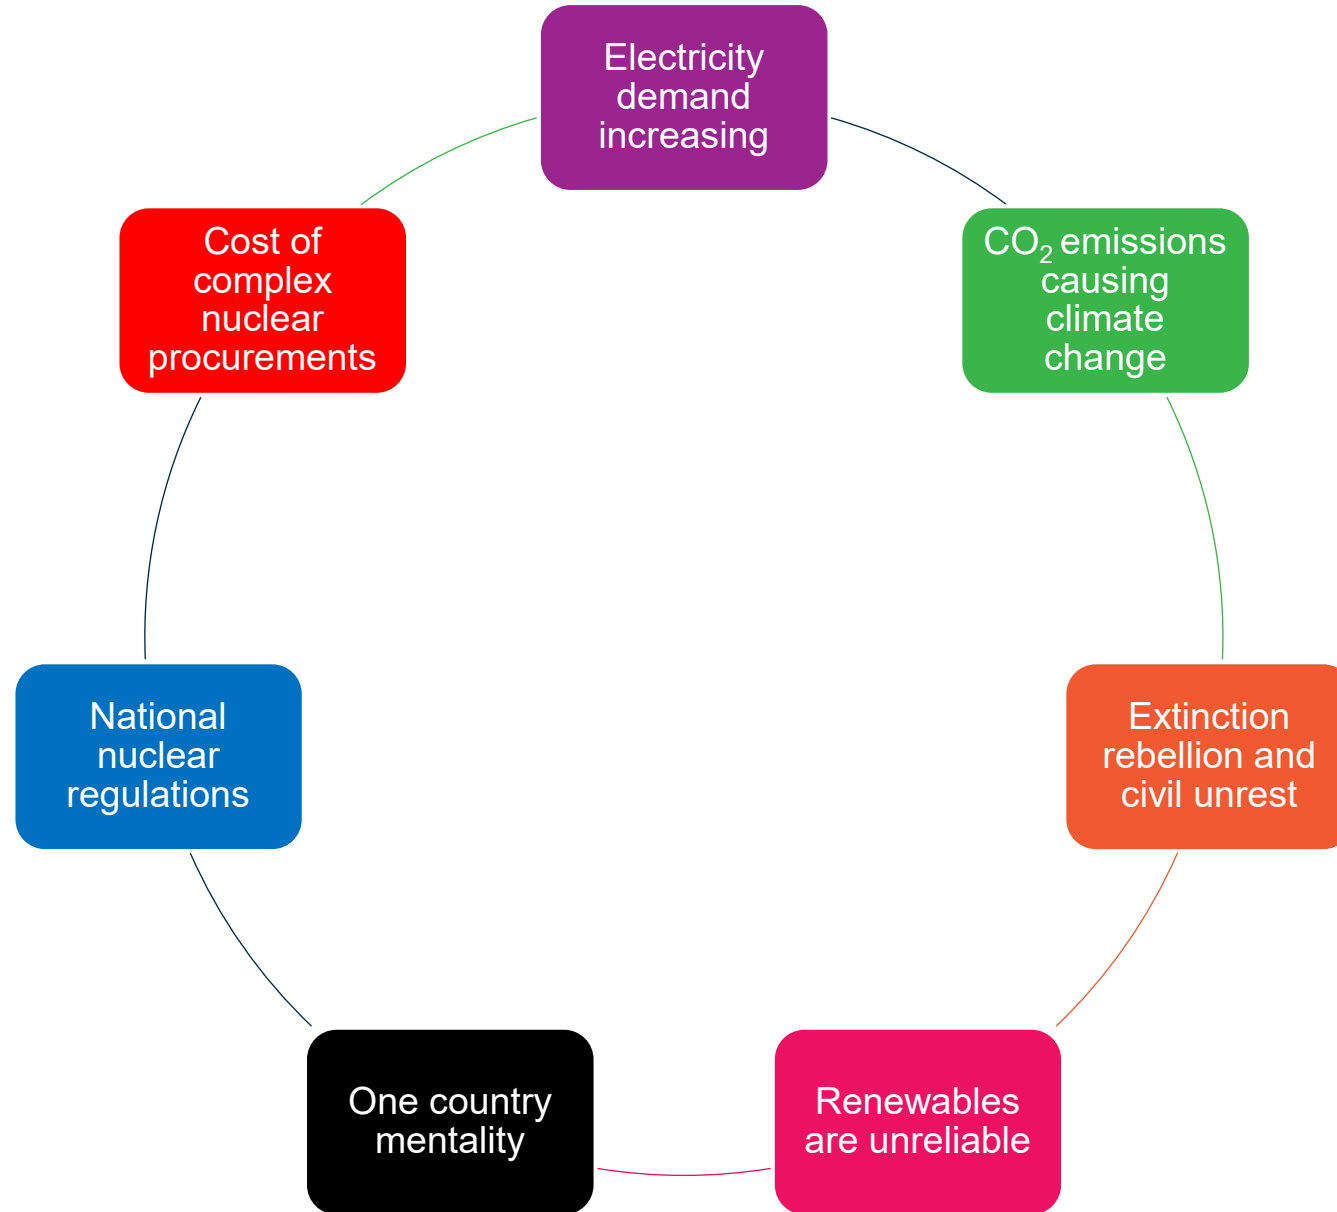 Electricity
demand
increasing
CO₂ emissions
causing
climate
change
Extinction
rebellion and
civil unrest
Renewables
are unreliable
One country
mentality
National
nuclear
regulations
Cost of
complex
nuclear
procurements